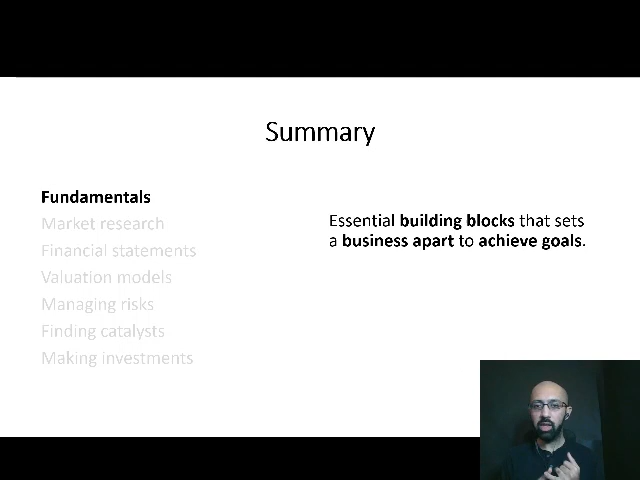 Summary
Fundamentals
Market research
Financial statements
Valuation models
Managing risks
Finding catalysts
Making investments
Essential building blocks that sets
a business apart to achieve goals.